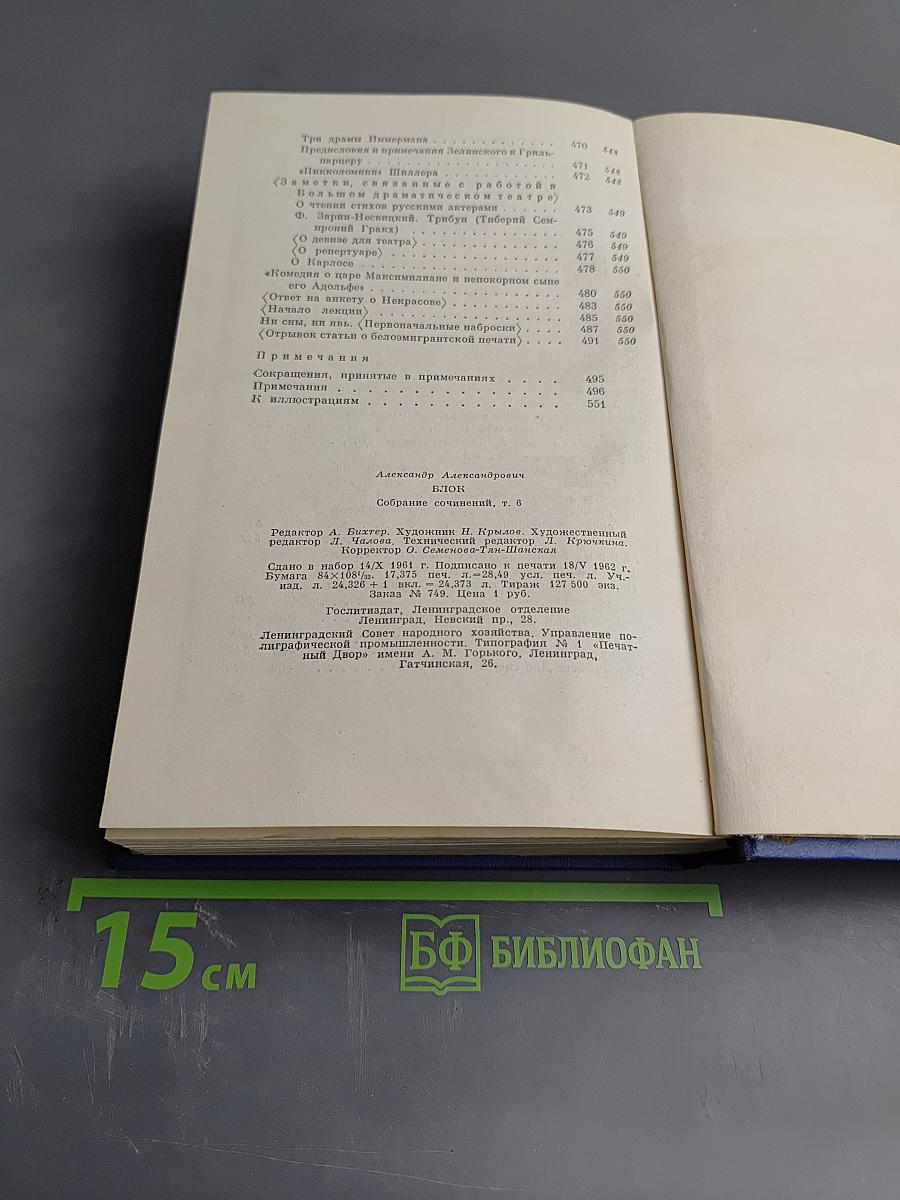 Три драмы Иммермана . . . . . . . . . . . . 470 548
Предисловия и примечания Зелинского к Гриль-
парцеру . . . . . . . . . . . . . . . . 471 548
«Пикколомини» Шиллера . . . . . . . . . . . 472 548
〈Заметки, связанные с работой в
Большом драматическом театре〉
О чтении стихов русскими актерами . . . . . . 473 549
Ф. Зарин-Несвицкий. Трибун (Тиберий Сем-
проний Гракх) . . . . . . . . . . . . . . 475 549
〈О девизе для театра〉 . . . . . . . . . . . . 476 549
〈О репертуаре〉 . . . . . . . . . . . . . . 477 549
О Карлосе . . . . . . . . . . . . . . . . 478 550
«Комедия о царе Максимилиане и непокорном сыне
его Адольфе» . . . . . . . . . . . . . . . 480 550
〈Ответ на анкету о Некрасове〉 . . . . . . . . . 483 550
〈Начало лекции〉 . . . . . . . . . . . . . . 485 550
Ни сны, ни явь. 〈Первоначальные наброски〉 . . . . 487 550
〈Отрывок статьи о белоэмигрантской печати〉 . . . . 491 550
Примечания
Сокращения, принятые в примечаниях . . . . 495
Примечания . . . . . . . . . . . . . . . 496
К иллюстрациям . . . . . . . . . . . . . 551
Александр Александрович
БЛОК
Собрание сочинений, т. 6
Редактор А. Бихтер. Художник Н. Крылов. Художественный
редактор Л. Чалова. Технический редактор Л. Крючкина.
Корректор О. Семенова-Тян-Шанская
Сдано в набор 14/X 1961 г. Подписано к печати 18/V 1962 г.
Бумага 84×108¹/₃₂. 17,375 печ. л.=28,49 усл. печ. л. Уч.-
изд. л. 24,326 + 1 вкл. = 24,373 л. Тираж 127 500 экз.
Заказ № 749. Цена 1 руб.
Гослитиздат, Ленинградское отделение
Ленинград, Невский пр., 28.
Ленинградский Совет народного хозяйства. Управление по-
лиграфической промышленности. Типография № 1 «Печат-
ный Двор» имени А. М. Горького, Ленинград,
Гатчинская, 26.
15 см
БФ БИБЛИОФАН